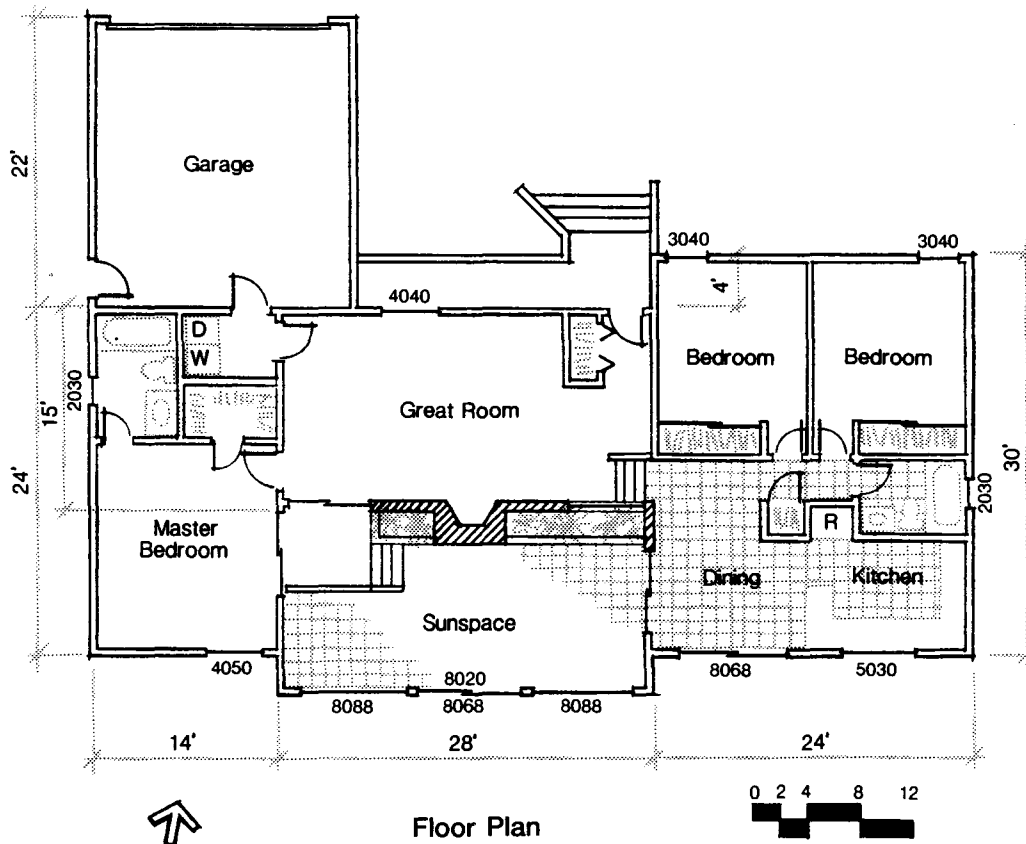 22'
Garage
3040
3040
4'
4040
D
W
Bedroom
Bedroom
2030
15'
Great Room
24'
30'
2030
R
Master
Bedroom
Dining
Kitchen
Sunspace
4050
8020
8068
5030
8088
8068
8088
14'
28'
24'
0 2 4 8 12
Floor Plan